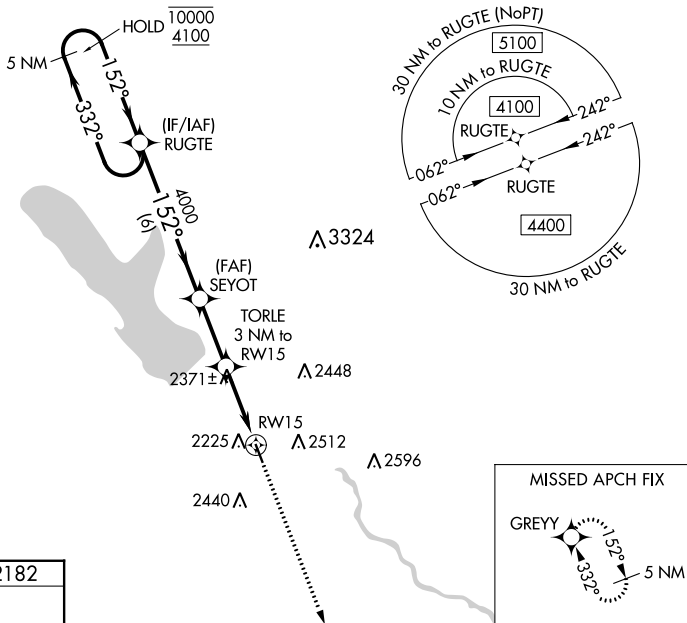 HOLD 10000
4100
5 NM
152°
332°
(IF/IAF)
RUGTE
4000
152°
(6)
(FAF)
SEYOT
TORLE
3 NM to
RW15
3324
2371±
2448
RW15
2225
2512
2596
2440
30 NM to RUGTE (NoPT)
5100
10 NM to RUGTE
4100
RUGTE
242°
062°
242°
062°
RUGTE
4400
30 NM to RUGTE
MISSED APCH FIX
GREYY
152°
332°
5 NM
2182